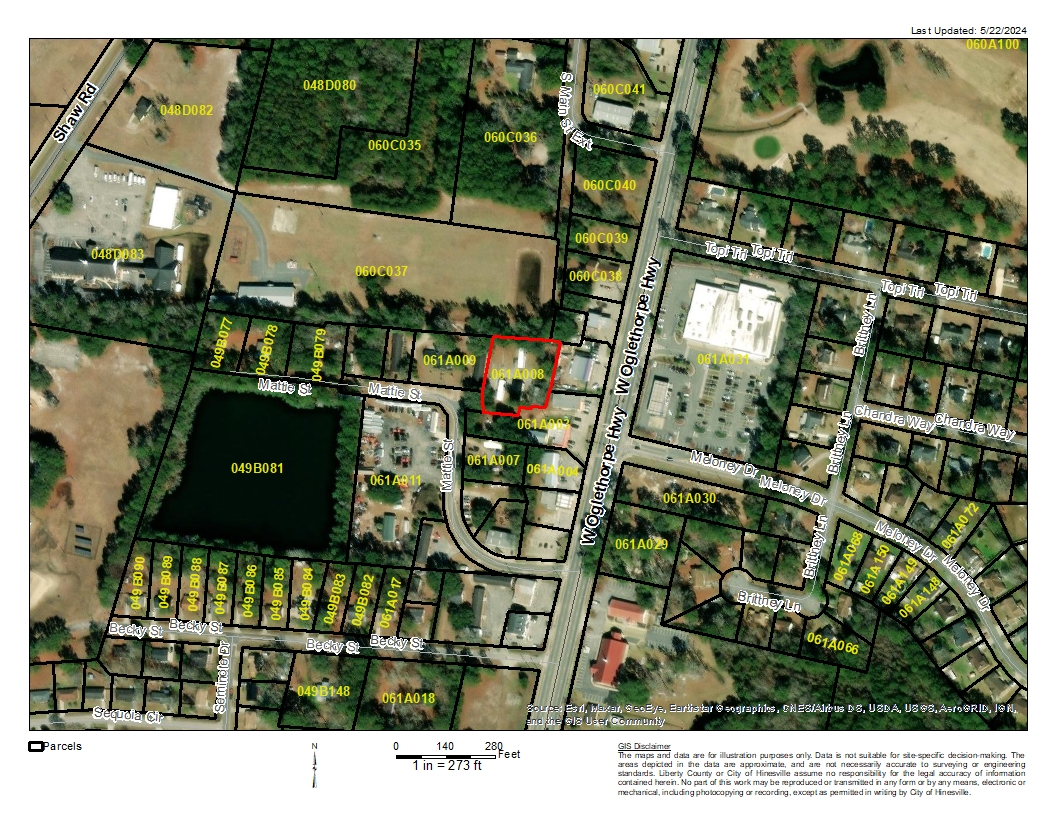 Last Updated: 5/22/2024
060A100
Shaw Rd
048D082
048D080
060C035
060C036
S Main St Ext
060C041
060C040
060C039
060C038
048D083
060C037
Topi Trl Topi Trl
Topi Trl Topi Trl
W Oglethorpe Hwy W Oglethorpe Hwy
Brittney Ln
049B077
049B078
049B079
061A009
061A008
061A031
Mattie St
Mattie St
Chandra Way Chandra Way
Mattie St
Brittney Ln
049B081
061A011
061A007
061A004
Meloney Dr Meloney Dr
061A030
061A029
W Oglethorpe Hwy
Brittney Ln
061A068
061A150
061A149
061A148
061A072
Meloney Dr
Meloney Dr
Brittney Ln
061A066
049B090
049B089
049B088
049B087
049B086
049B085
049B084
049B083
049B082
061A017
Becky St Becky St
Becky St Becky St
Seminole Dr
Sequoia Cir
049B148
061A018
Source: Esri, Maxar, GeoEye, Earthstar Geographics, CNES/Airbus DS, USDA, USGS, AeroGRID, IGN,
and the GIS User Community
Parcels
N
0 140 280
Feet
1 in = 273 ft
GIS Disclaimer
The maps and data are for illustration purposes only. Data is not suitable for site-specific decision-making. The
areas depicted in the data are approximate, and are not necessarily accurate to surveying or engineering
standards. Liberty County or City of Hinesville assume no responsibility for the legal accuracy of information
contained herein. No part of this work may be reproduced or transmitted in any form or by any means, electronic or
mechanical, including photocopying or recording, except as permitted in writing by City of Hinesville.